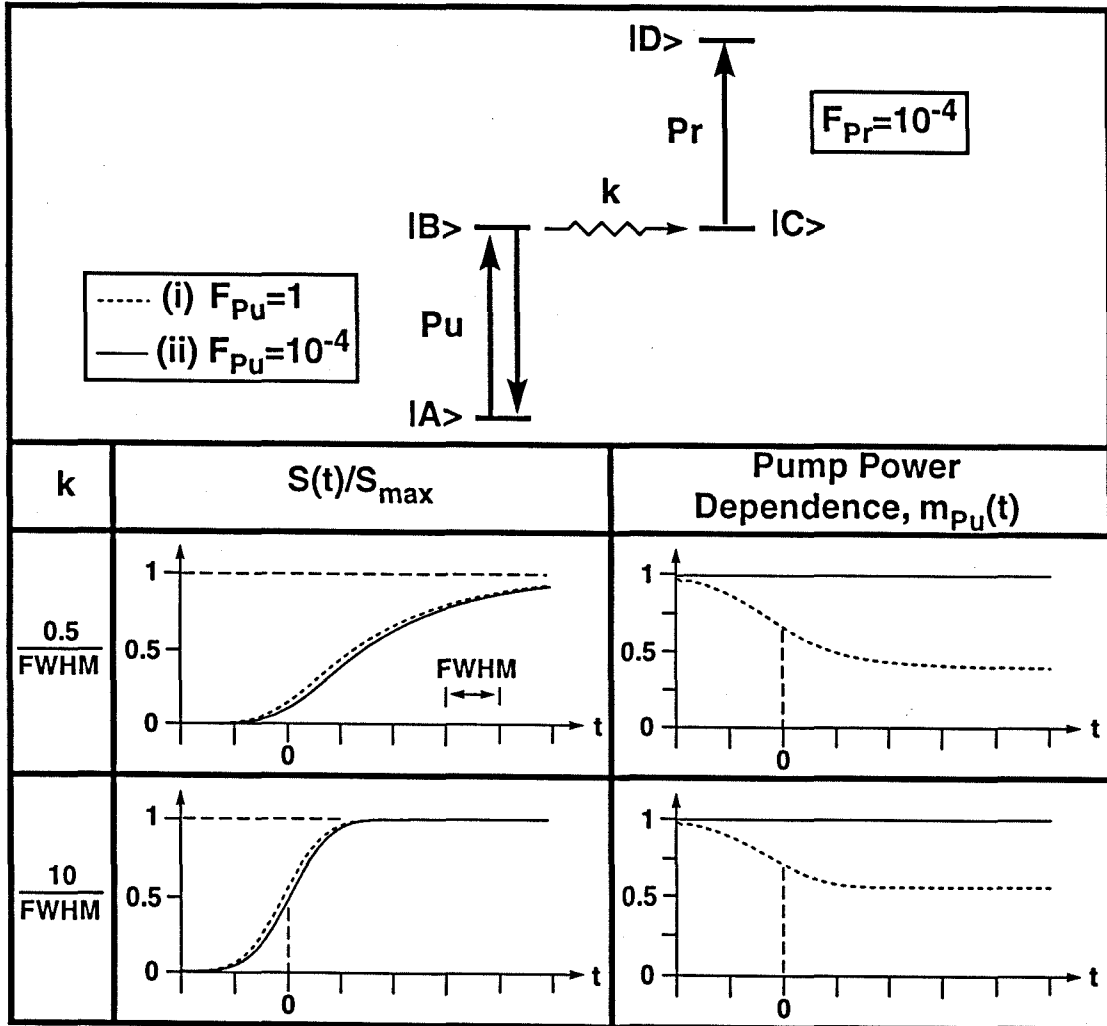 |D>
Pr
F_Pr=10^-4
k
|B>
|C>
(i) F_Pu=1
(ii) F_Pu=10^-4
Pu
|A>
k
S(t)/S_max
Pump Power
Dependence, m_Pu(t)
0.5
FWHM
1
0.5
0
FWHM
0
t
1
0.5
0
0
t
10
FWHM
1
0.5
0
0
t
1
0.5
0
0
t